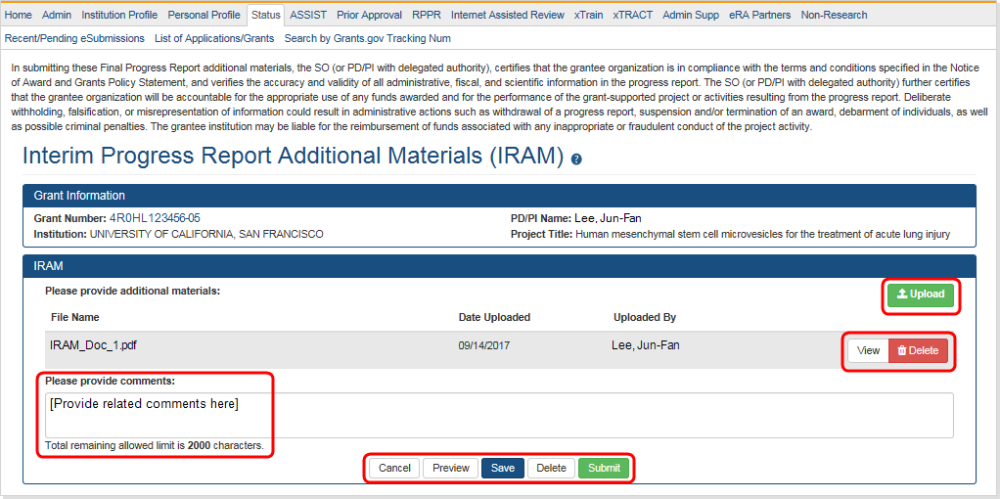 Home Admin Institution Profile Personal Profile Status ASSIST Prior Approval RPPR Internet Assisted Review xTrain xTRACT Admin Supp eRA Partners Non-Research
Recent/Pending eSubmissions List of Applications/Grants Search by Grants.gov Tracking Num
In submitting these Final Progress Report additional materials, the SO (or PD/PI with delegated authority), certifies that the grantee organization is in compliance with the terms and conditions specified in the Notice
of Award and Grants Policy Statement, and verifies the accuracy and validity of all administrative, fiscal, and scientific information in the progress report. The SO (or PD/PI with delegated authority) further certifies
that the grantee organization will be accountable for the appropriate use of any funds awarded and for the performance of the grant-supported project or activities resulting from the progress report. Deliberate
withholding, falsification, or misrepresentation of information could result in administrative actions such as withdrawal of a progress report, suspension and/or termination of an award, debarment of individuals, as well
as possible criminal penalties. The grantee institution may be liable for the reimbursement of funds associated with any inappropriate or fraudulent conduct of the project activity.
Interim Progress Report Additional Materials (IRAM) ?
Grant Information
Grant Number: 4R0HL123456-05 PD/PI Name: Lee, Jun-Fan
Institution: UNIVERSITY OF CALIFORNIA, SAN FRANCISCO Project Title: Human mesenchymal stem cell microvesicles for the treatment of acute lung injury
IRAM
Please provide additional materials: Upload
File Name Date Uploaded Uploaded By
IRAM_Doc_1.pdf 09/14/2017 Lee, Jun-Fan View Delete
Please provide comments:
[Provide related comments here]
Total remaining allowed limit is 2000 characters.
Cancel Preview Save Delete Submit